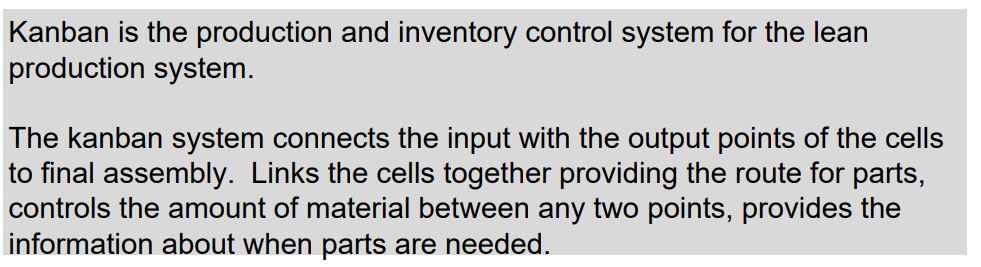 Kanban is the production and inventory control system for the lean
production system.
The kanban system connects the input with the output points of the cells
to final assembly.  Links the cells together providing the route for parts,
controls the amount of material between any two points, provides the
information about when parts are needed.